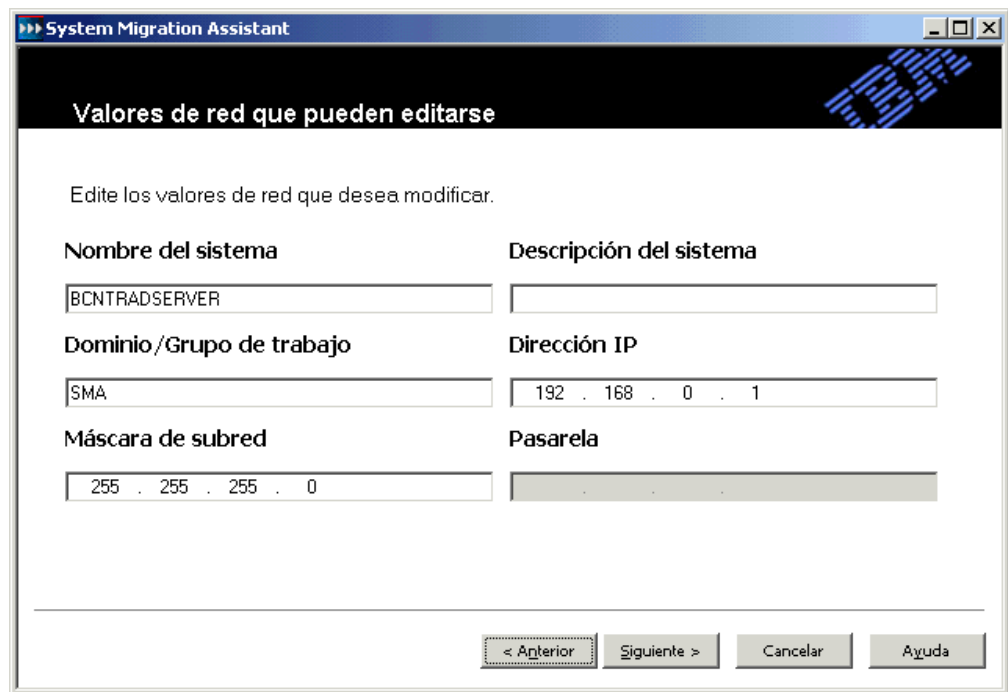 System Migration Assistant
IBM
Valores de red que pueden editarse
Edite los valores de red que desea modificar.
Nombre del sistema
Descripción del sistema
BCNTRADSERVER
Dominio/Grupo de trabajo
Dirección IP
SMA
192 . 168 . 0 . 1
Máscara de subred
Pasarela
255 . 255 . 255 . 0
. . .
< Anterior
Siguiente >
Cancelar
Ayuda